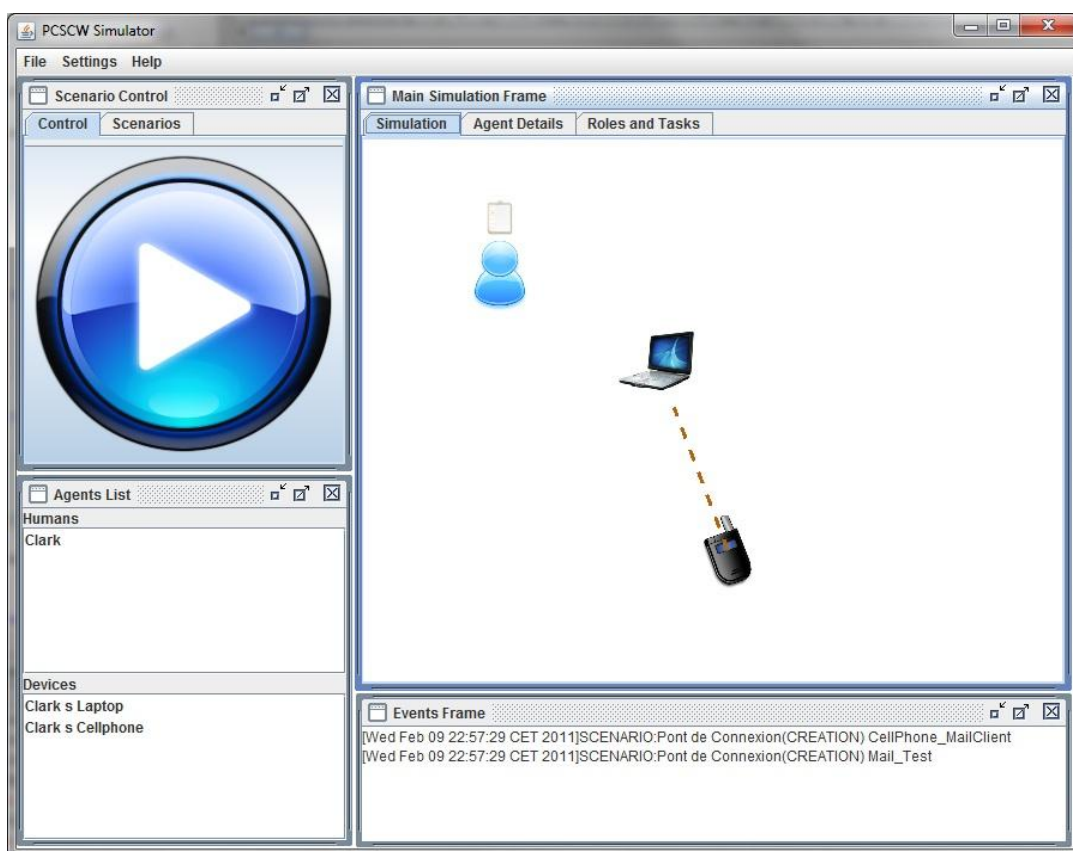 PCSCW Simulator
File Settings Help
Scenario Control
Control Scenarios
Main Simulation Frame
Simulation Agent Details Roles and Tasks
Agents List
Humans
Clark
Devices
Clark s Laptop
Clark s Cellphone
Events Frame
[Wed Feb 09 22:57:29 CET 2011]SCENARIO:Pont de Connexion(CREATION) CellPhone_MailClient
[Wed Feb 09 22:57:29 CET 2011]SCENARIO:Pont de Connexion(CREATION) Mail_Test